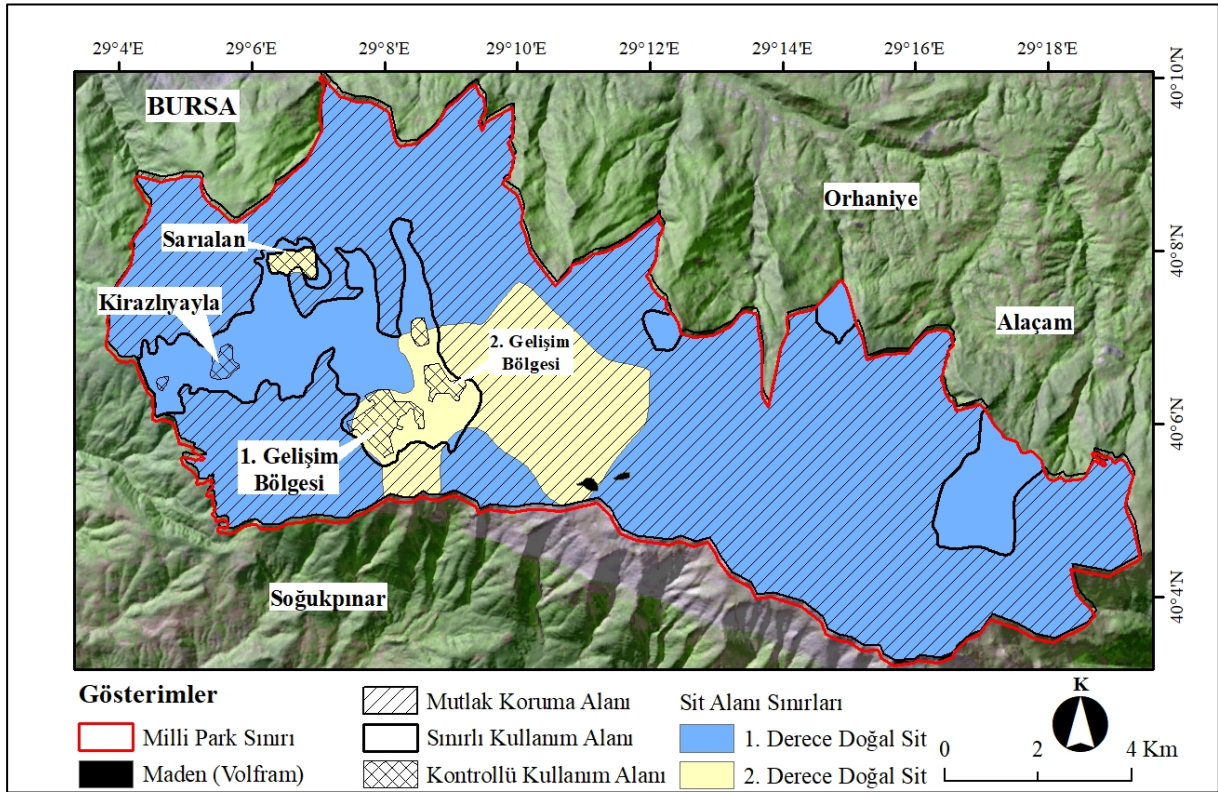 29°4'E 29°6'E 29°8'E 29°10'E 29°12'E 29°14'E 29°16'E 29°18'E
40°10'N
BURSA
Orhaniye
Sarıalan
40°8'N
Kirazlıyayla
Alaçam
2. Gelişim
Bölgesi
40°6'N
1. Gelişim
Bölgesi
Soğukpınar
40°4'N
Gösterimler
Milli Park Sınırı
Maden (Volfram)
Mutlak Koruma Alanı
Sınırlı Kullanım Alanı
Kontrollü Kullanım Alanı
Sit Alanı Sınırları
1. Derece Doğal Sit
2. Derece Doğal Sit
K
0 2 4 Km